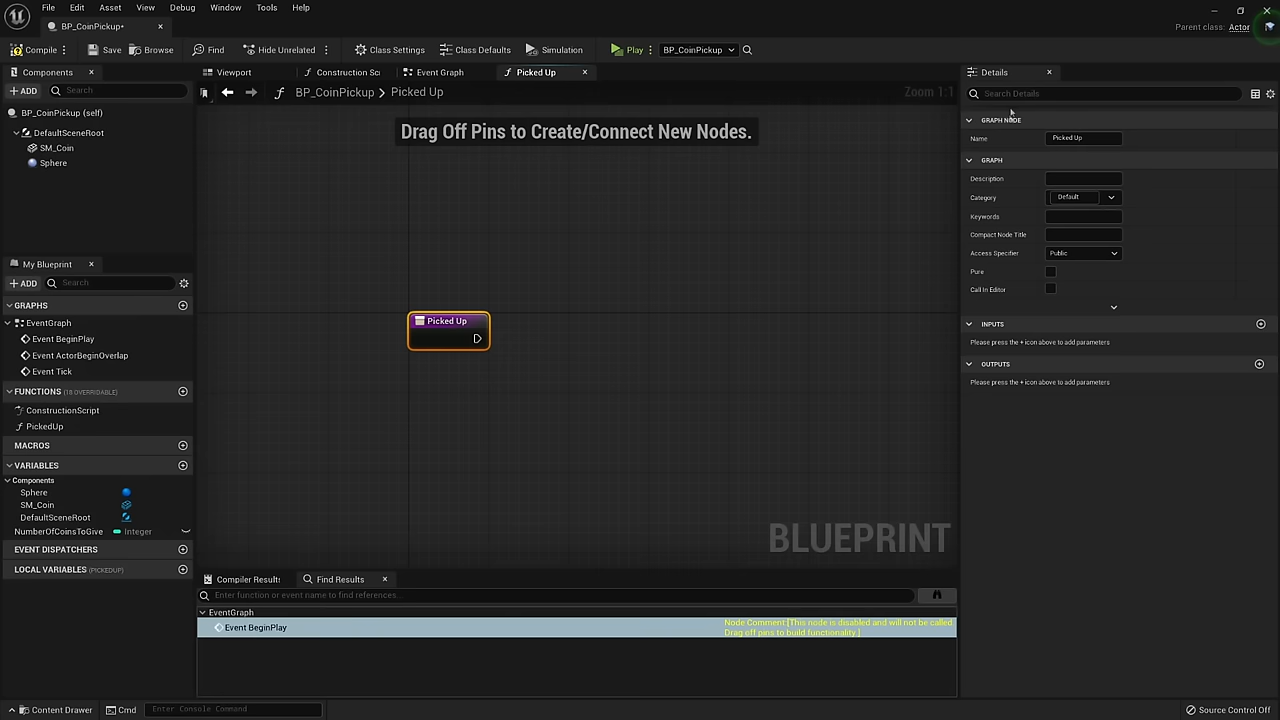 File Edit Asset View Debug Window Tools Help
BP_CoinPickup*
Parent class: Actor
Compile Save Browse Find Hide Unrelated Class Settings Class Defaults Simulation Play BP_CoinPickup
Components
Viewport Construction Sc Event Graph Picked Up
Details
ADD Search
BP_CoinPickup > Picked Up
Zoom 1:1
Search Details
BP_CoinPickup (self)
DefaultSceneRoot
SM_Coin
Sphere
Drag Off Pins to Create/Connect New Nodes.
Picked Up
BLUEPRINT
GRAPH NODE
Name Picked Up
GRAPH
Description
Category Default
Keywords
Compact Node Title
Access Specifier Public
Pure
Call In Editor
INPUTS
Please press the + icon above to add parameters
OUTPUTS
Please press the + icon above to add parameters
My Blueprint
ADD Search
GRAPHS
EventGraph
Event BeginPlay
Event ActorBeginOverlap
Event Tick
FUNCTIONS (18 OVERRIDABLE)
ConstructionScript
PickedUp
MACROS
VARIABLES
Components
Sphere
SM_Coin
DefaultSceneRoot
NumberOfCoinsToGive Integer
EVENT DISPATCHERS
LOCAL VARIABLES (PICKEDUP)
Compiler Results Find Results
Enter function or event name to find references...
EventGraph
Event BeginPlay
Node Comment:[This node is disabled and will not be called
Drag off pins to build functionality.]
Content Drawer Cmd Enter Console Command
Source Control Off